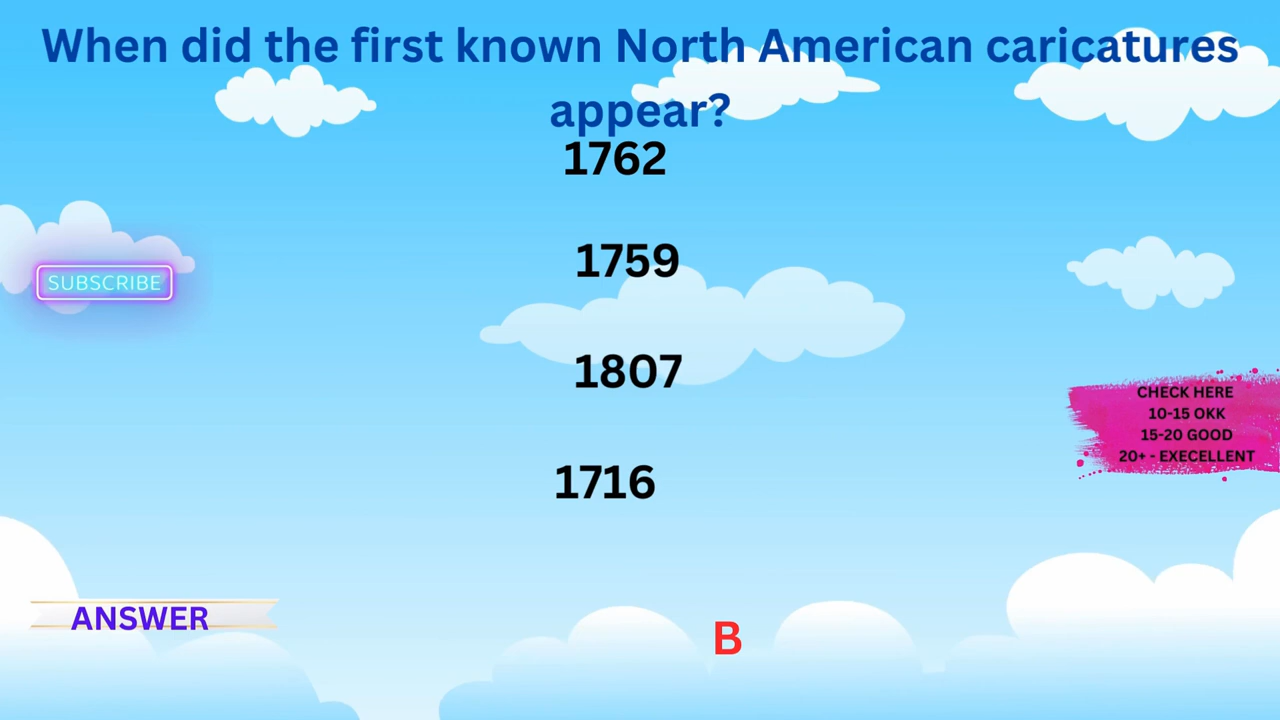 When did the first known North American caricatures
appear?
1762
1759
SUBSCRIBE
1807
CHECK HERE
10-15 OKK
15-20 GOOD
20+ - EXECELLENT
1716
ANSWER
B